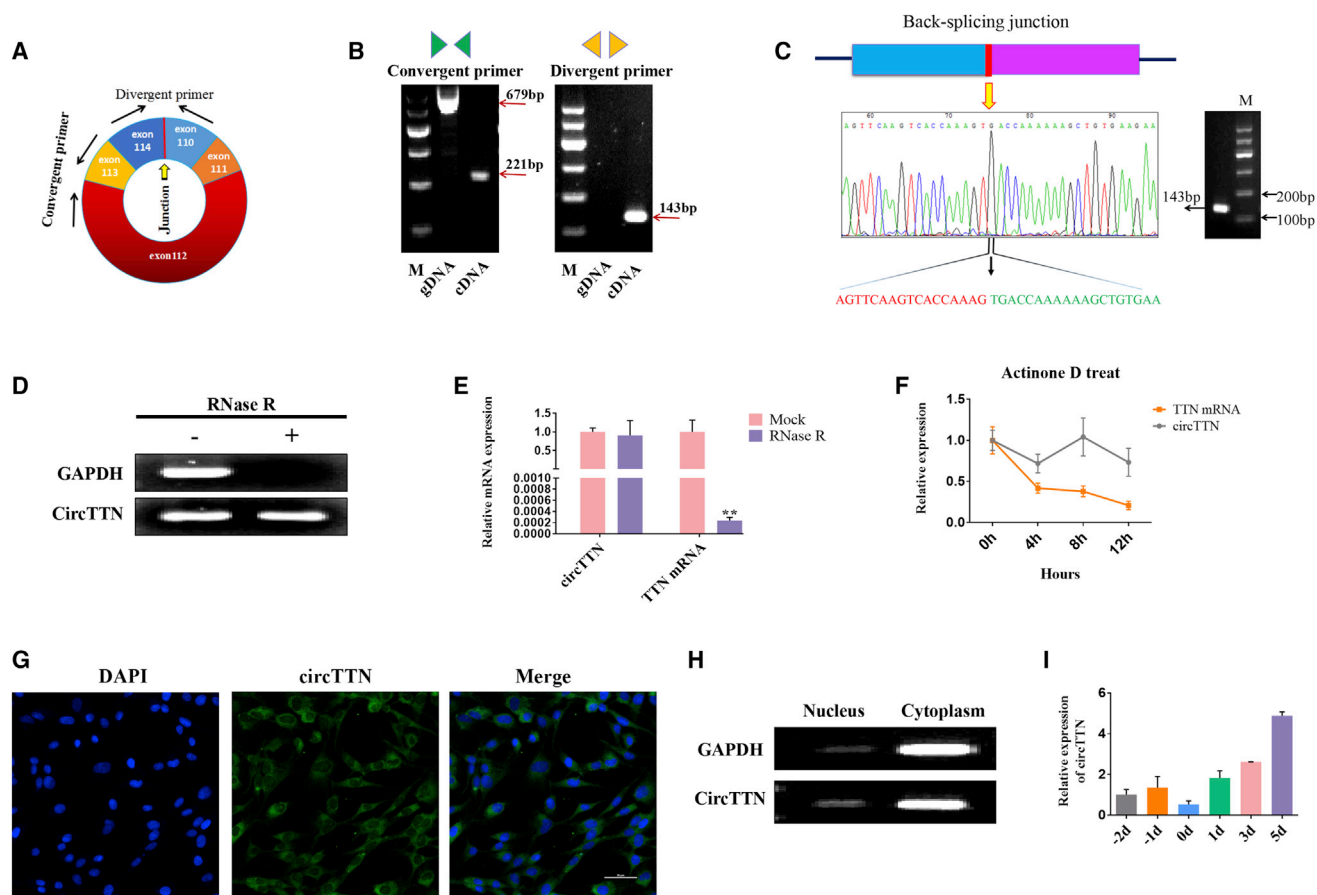 A
Divergent primer
Convergent primer
exon
114
exon
110
exon
113
exon
111
Junction
exon112
B
Convergent primer
Divergent primer
679bp
221bp
143bp
M
gDNA
cDNA
M
gDNA
cDNA
Back-splicing junction
C
60
70
80
90
AGTTCAAGTCACCAAAGTGACCAAAAAAGCTGTGAAGAA
M
143bp
200bp
100bp
AGTTCAAGTCACCAAAG TGACCAAAAAAGCTGTGAA
D
RNase R
- +
GAPDH
CircTTN
E
Relative mRNA expression
1.5
1.0
0.5
0.0010
0.0008
0.0006
0.0004
0.0002
0.0000
**
circTTN
TTN mRNA
Mock
RNase R
F
Actinone D treat
Relative expression
1.5
1.0
0.5
0.0
0h
4h
8h
12h
Hours
TTN mRNA
circTTN
G
DAPI
circTTN
Merge
H
Nucleus
Cytoplasm
GAPDH
CircTTN
I
Relative expression
of circTTN
6
4
2
0
-2d
-1d
0d
1d
3d
5d